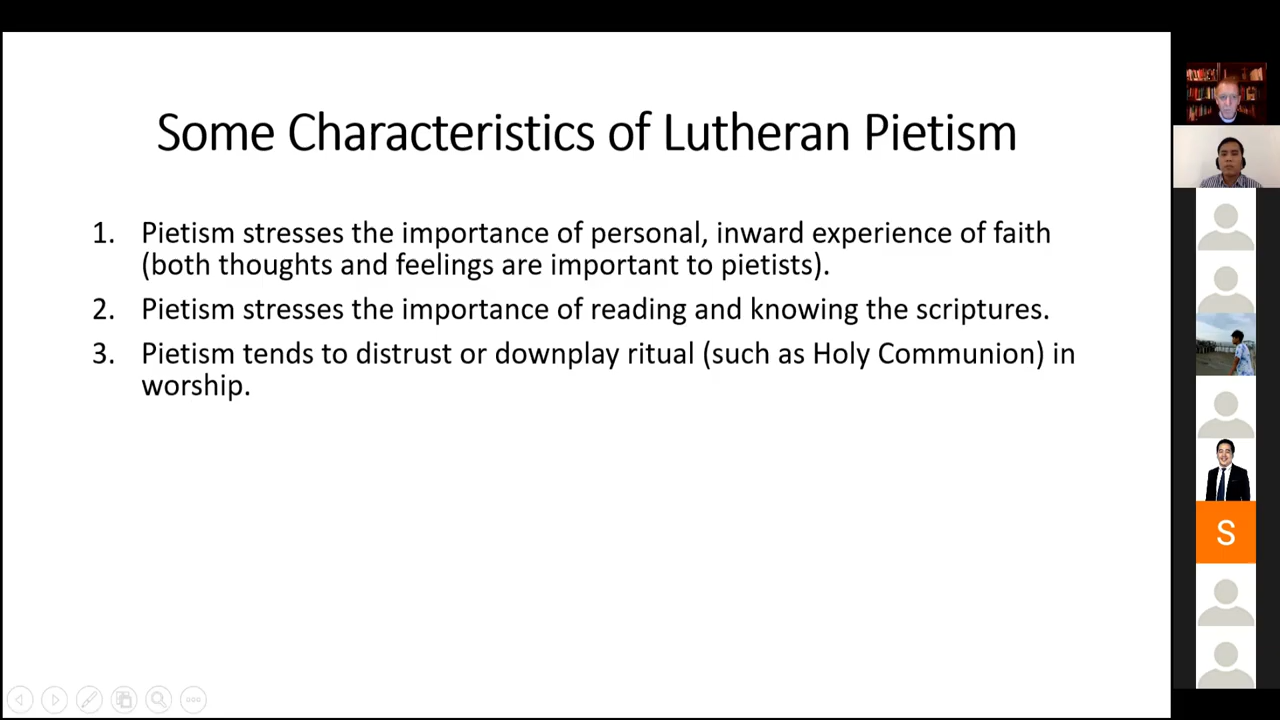 Some Characteristics of Lutheran Pietism
1. Pietism stresses the importance of personal, inward experience of faith
(both thoughts and feelings are important to pietists).
2. Pietism stresses the importance of reading and knowing the scriptures.
3. Pietism tends to distrust or downplay ritual (such as Holy Communion) in
worship.
S